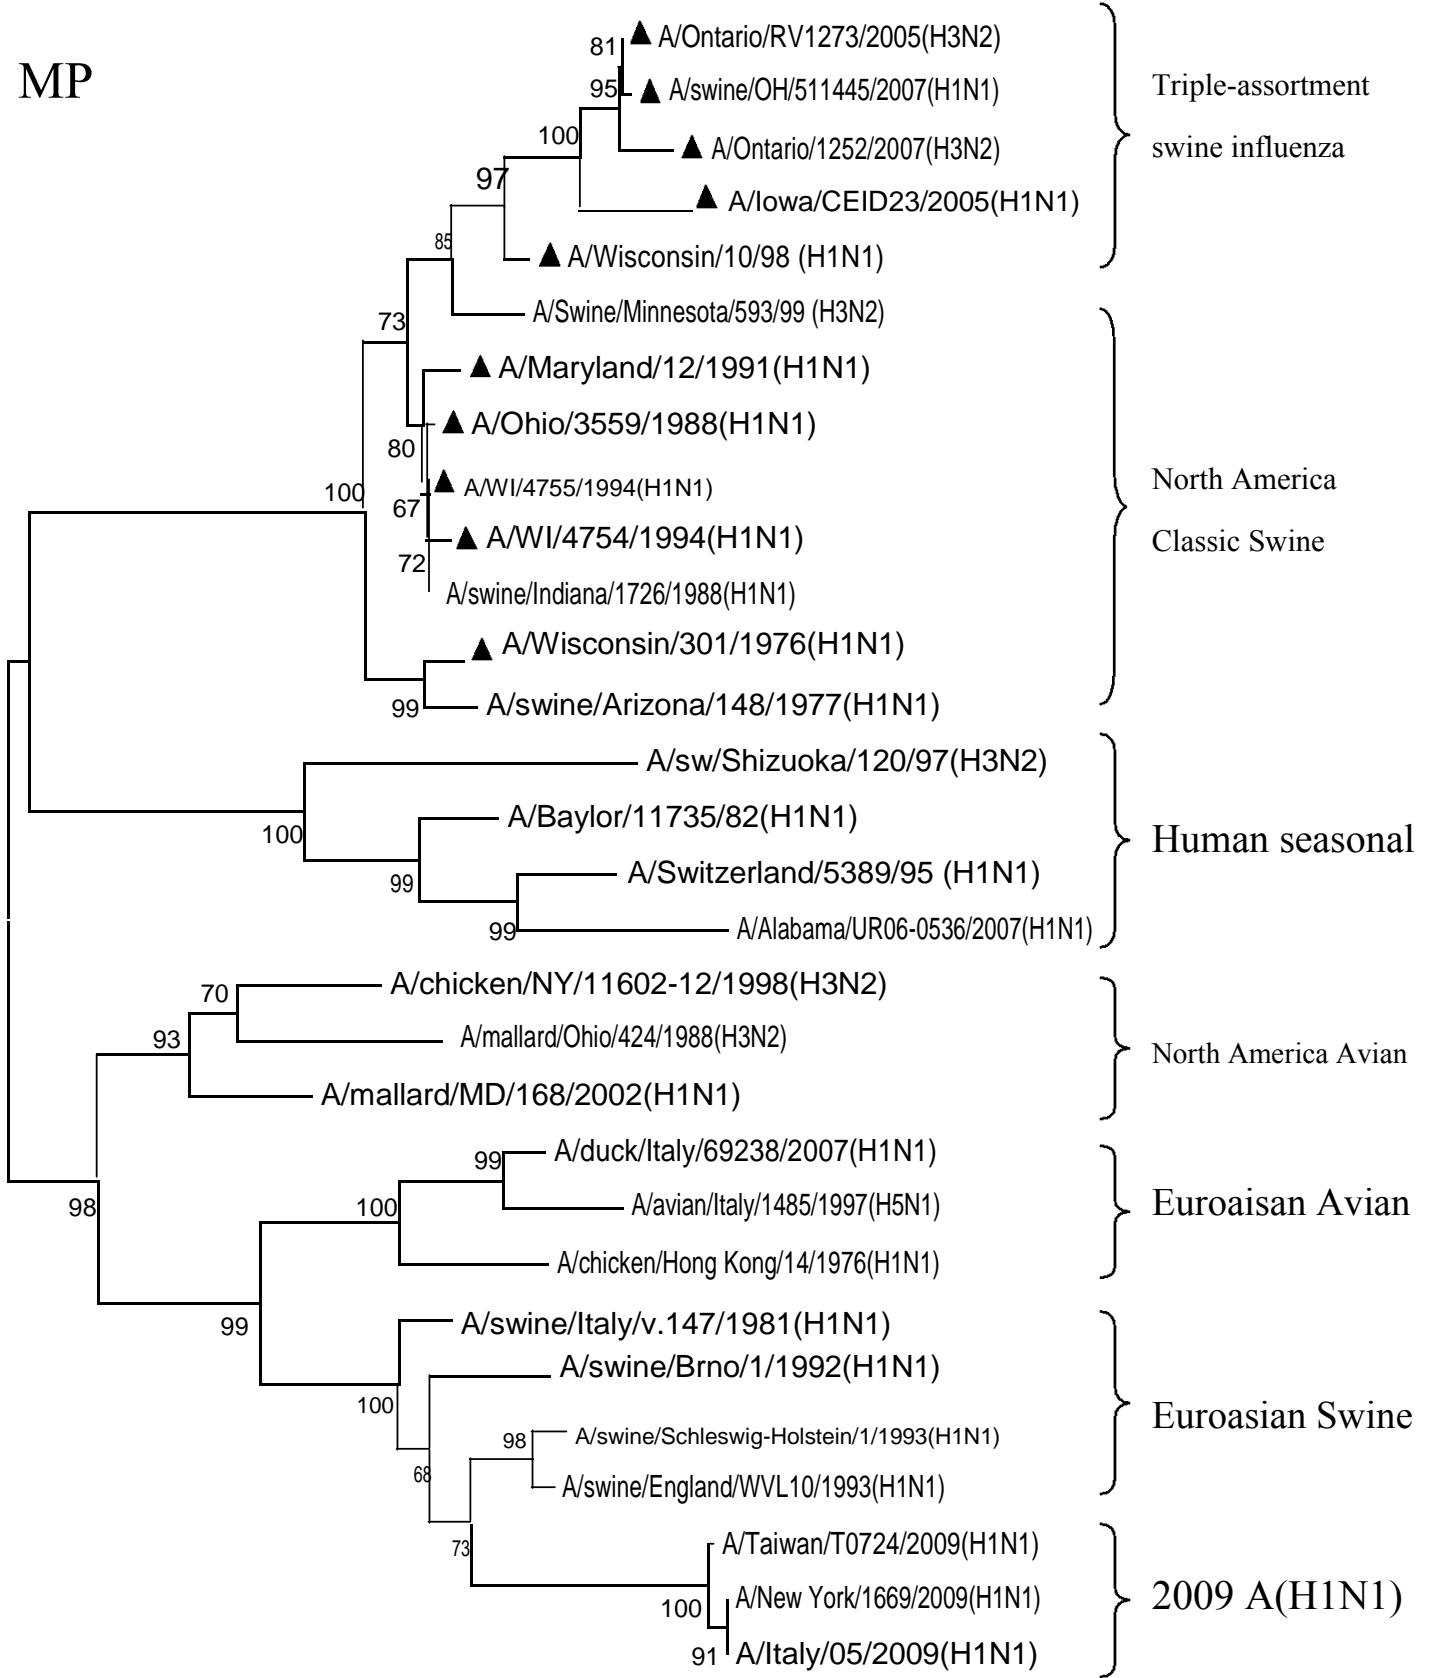 MP
81
▲ A/Ontario/RV1273/2005(H3N2)
95
▲ A/swine/OH/511445/2007(H1N1)
Triple-assortment
100
▲ A/Ontario/1252/2007(H3N2)
swine influenza
97
▲ A/Iowa/CEID23/2005(H1N1)
85
▲ A/Wisconsin/10/98 (H1N1)
A/Swine/Minnesota/593/99 (H3N2)
73
▲ A/Maryland/12/1991(H1N1)
▲ A/Ohio/3559/1988(H1N1)
80
North America
100
▲ A/WI/4755/1994(H1N1)
67
▲ A/WI/4754/1994(H1N1)
Classic Swine
72
A/swine/Indiana/1726/1988(H1N1)
▲ A/Wisconsin/301/1976(H1N1)
99
A/swine/Arizona/148/1977(H1N1)
A/sw/Shizuoka/120/97(H3N2)
A/Baylor/11735/82(H1N1)
100
Human seasonal
A/Switzerland/5389/95 (H1N1)
99
A/Alabama/UR06-0536/2007(H1N1)
99
A/chicken/NY/11602-12/1998(H3N2)
70
A/mallard/Ohio/424/1988(H3N2)
93
North America Avian
A/mallard/MD/168/2002(H1N1)
A/duck/Italy/69238/2007(H1N1)
99
A/avian/Italy/1485/1997(H5N1)
Euroaisan Avian
98
100
A/chicken/Hong Kong/14/1976(H1N1)
99
A/swine/Italy/v.147/1981(H1N1)
A/swine/Brno/1/1992(H1N1)
100
Euroasian Swine
98
A/swine/Schleswig-Holstein/1/1993(H1N1)
68
A/swine/England/WVL10/1993(H1N1)
73
A/Taiwan/T0724/2009(H1N1)
A/New York/1669/2009(H1N1)
2009 A(H1N1)
100
91
A/Italy/05/2009(H1N1)